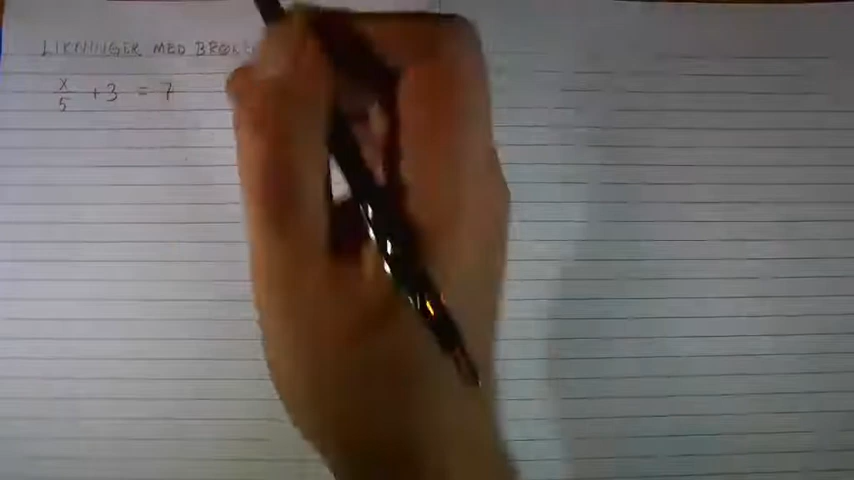 LIKNINGER MED
x/5 + 3 = 7